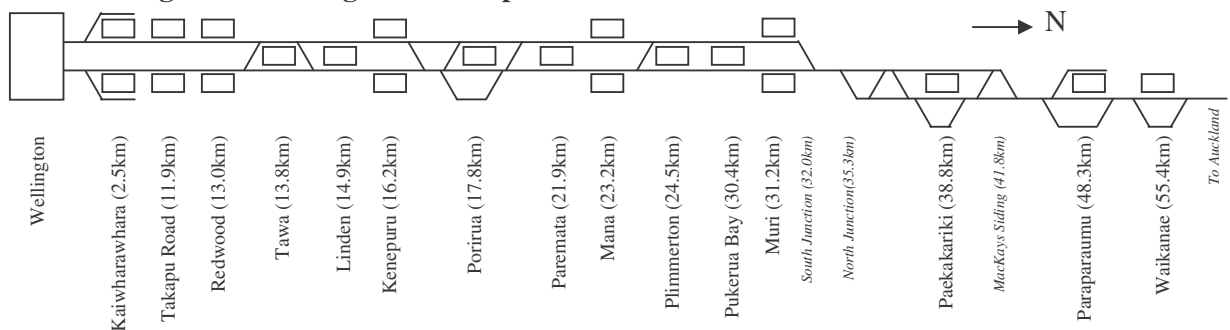 N
Wellington
Kaiwharawhara (2.5km)
Takapu Road (11.9km)
Redwood (13.0km)
Tawa (13.8km)
Linden (14.9km)
Kenepuru (16.2km)
Porirua (17.8km)
Paremata (21.9km)
Mana (23.2km)
Plimmerton (24.5km)
Pukerua Bay (30.4km)
Muri (31.2km)
South Junction (32.0km)
North Junction(35.3km)
Paekakariki (38.8km)
MacKays Siding (41.8km)
Paraparaumu (48.3km)
Waikanae (55.4km)
To Auckland